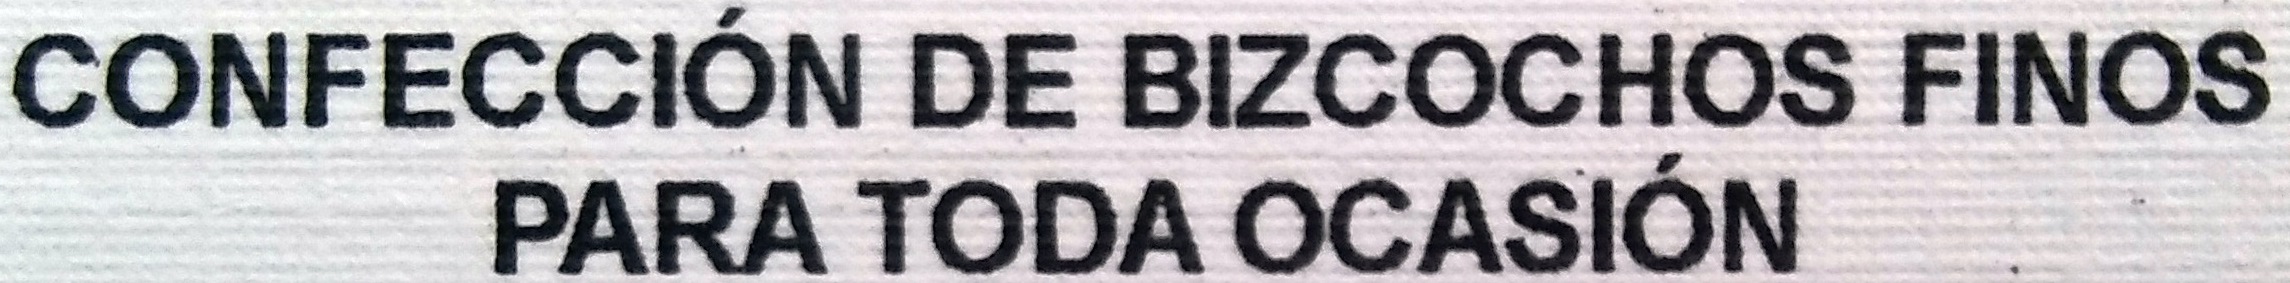 CONFECCIÓN DE BIZCOCHOS FINOS
PARA TODA OCASIÓN